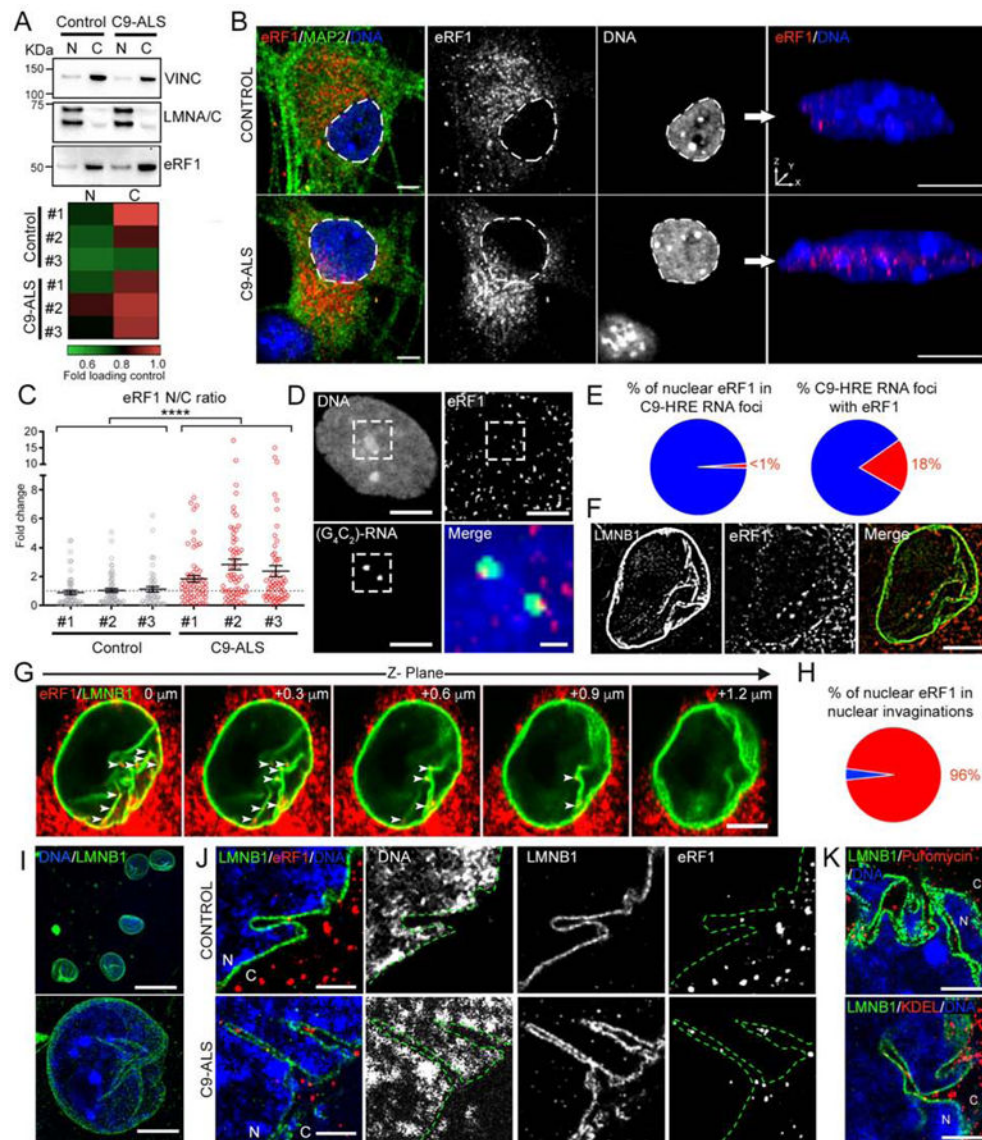 A
Control C9-ALS
N C N C
KDa
150
100
VINC
75
50
LMNA/C
50
eRF1
N C
Control
#1
#2
#3
C9-ALS
#1
#2
#3
0.6 0.8 1.0
Fold loading control
B
eRF1/MAP2/DNA
eRF1
DNA
eRF1/DNA
CONTROL
Z Y
X
C9-ALS
C
eRF1 N/C ratio
****
Fold change
20
15
10
8
6
4
2
0
#1 #2 #3 #1 #2 #3
Control C9-ALS
D
DNA
eRF1
(G4C2)-RNA
Merge
E
% of nuclear eRF1 in
C9-HRE RNA foci
<1%
% C9-HRE RNA foci
with eRF1
18%
F
LMNB1
eRF1
Merge
G
Z- Plane
eRF1/LMNB1
0 μm
+0.3 μm
+0.6 μm
+0.9 μm
+1.2 μm
H
% of nuclear eRF1 in
nuclear invaginations
96%
I
DNA/LMNB1
J
LMNB1/eRF1/DNA
DNA
LMNB1
eRF1
CONTROL
N
C
C9-ALS
N C
K
LMNB1/Puromycin
/DNA
C
N
LMNB1/KDEL/DNA
C
N